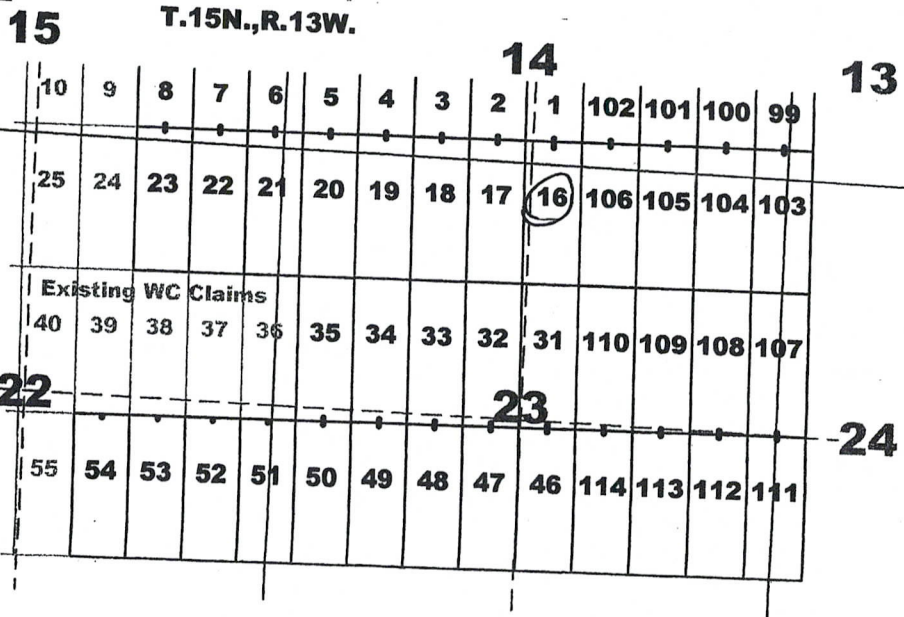 T.15N.,R.13W.
15
14
13
10 9 8 7 6 5 4 3 2 1 102 101 100 99
25 24 23 22 21 20 19 18 17 16 106 105 104 103
Existing WC Claims
40 39 38 37 36 35 34 33 32 31 110 109 108 107
22 23 24
55 54 53 52 51 50 49 48 47 46 114 113 112 111